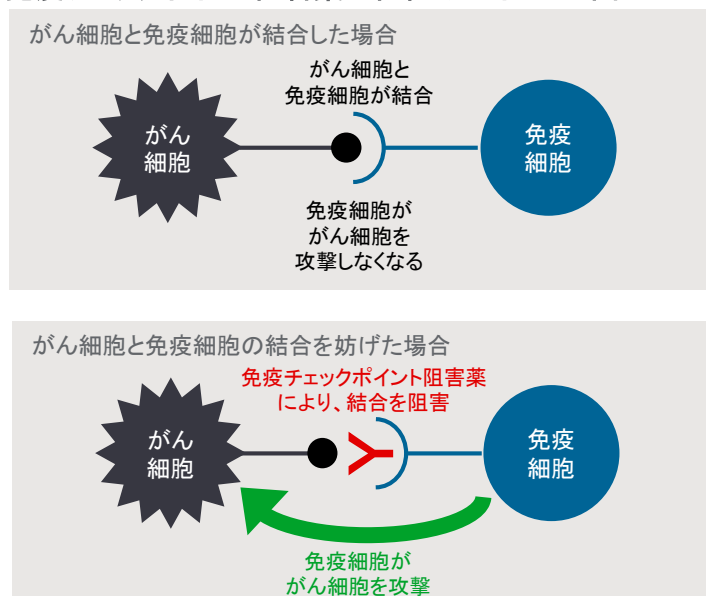 がん細胞と免疫細胞が結合した場合
がん細胞と
免疫細胞が結合
がん
細胞
免疫
細胞
免疫細胞が
がん細胞を
攻撃しなくなる
がん細胞と免疫細胞の結合を妨げた場合
免疫チェックポイント阻害薬
により、結合を阻害
がん
細胞
免疫
細胞
免疫細胞が
がん細胞を攻撃